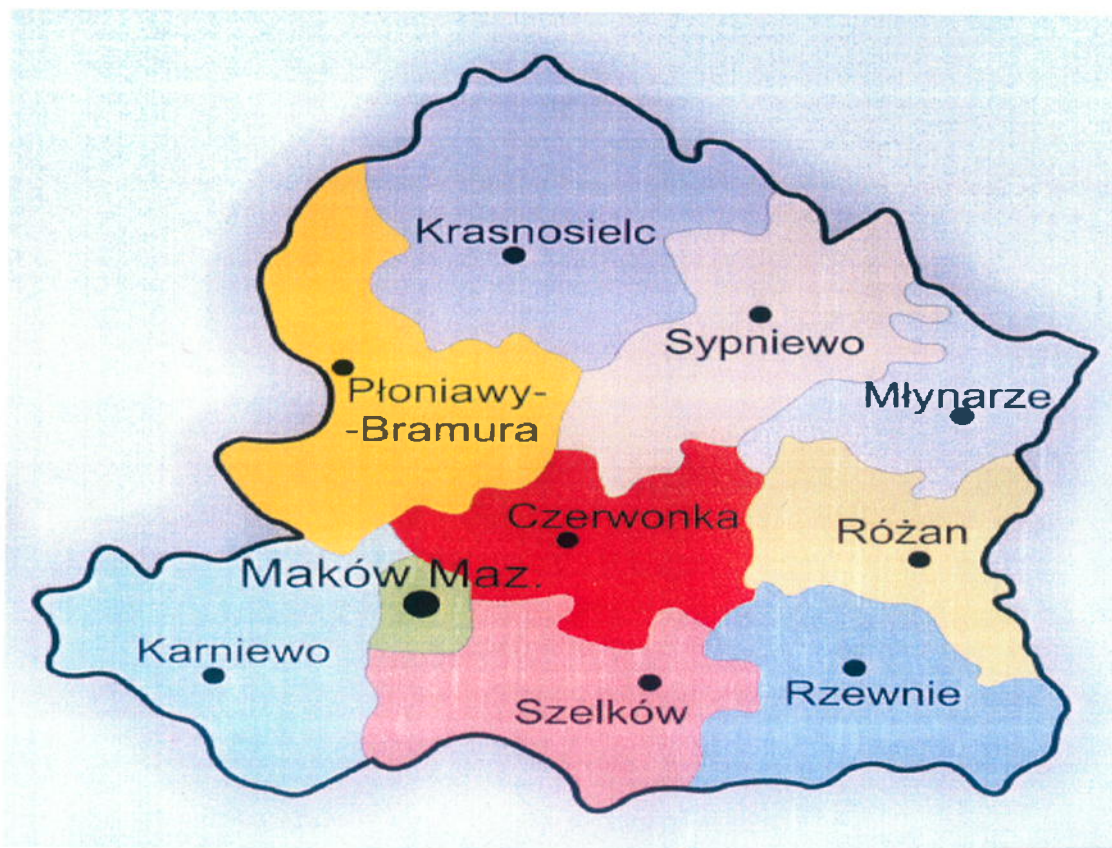 Krasnosielc
Sypniewo
Młynarze
Płoniawy-
-Bramura
Czerwonka
Różan
Maków Maz.
Karniewo
Rzewnie
Szelków